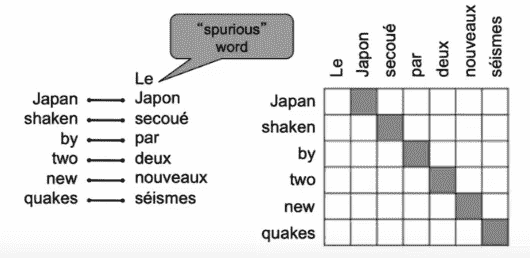 “spurious”
word
Le
Japan Japon
shaken secoué
by par
two deux
new nouveaux
quakes séismes
Le Japon secoué par deux nouveaux séismes
Japan
shaken
by
two
new
quakes